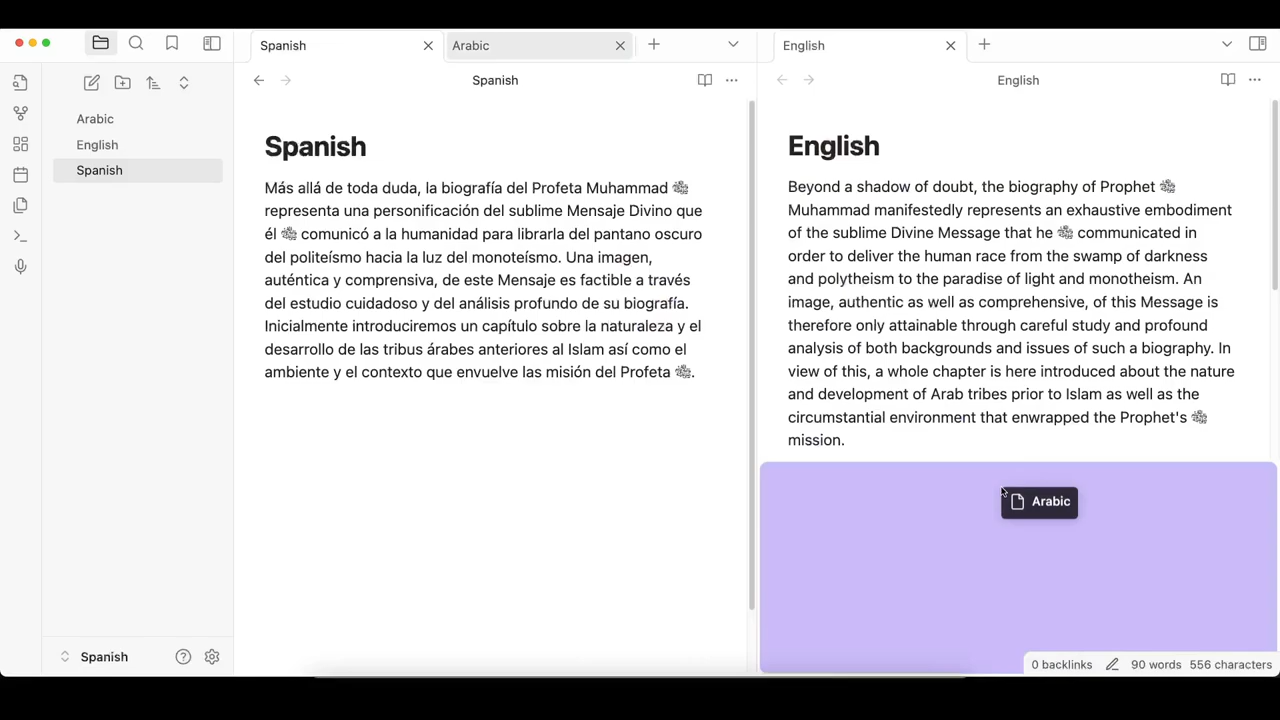 Spanish
Arabic
English
Spanish
English
Arabic
English
Spanish
Spanish
Más allá de toda duda, la biografía del Profeta Muhammad ﷺ
representa una personificación del sublime Mensaje Divino que
él ﷺ comunicó a la humanidad para librarla del pantano oscuro
del politeísmo hacia la luz del monoteísmo. Una imagen,
auténtica y comprensiva, de este Mensaje es factible a través
del estudio cuidadoso y del análisis profundo de su biografía.
Inicialmente introduciremos un capítulo sobre la naturaleza y el
desarrollo de las tribus árabes anteriores al Islam así como el
ambiente y el contexto que envuelve las misión del Profeta ﷺ.
English
Beyond a shadow of doubt, the biography of Prophet ﷺ
Muhammad manifestedly represents an exhaustive embodiment
of the sublime Divine Message that he ﷺ communicated in
order to deliver the human race from the swamp of darkness
and polytheism to the paradise of light and monotheism. An
image, authentic as well as comprehensive, of this Message is
therefore only attainable through careful study and profound
analysis of both backgrounds and issues of such a biography. In
view of this, a whole chapter is here introduced about the nature
and development of Arab tribes prior to Islam as well as the
circumstantial environment that enwrapped the Prophet's ﷺ
mission.
Arabic
Spanish
0 backlinks 90 words 556 characters